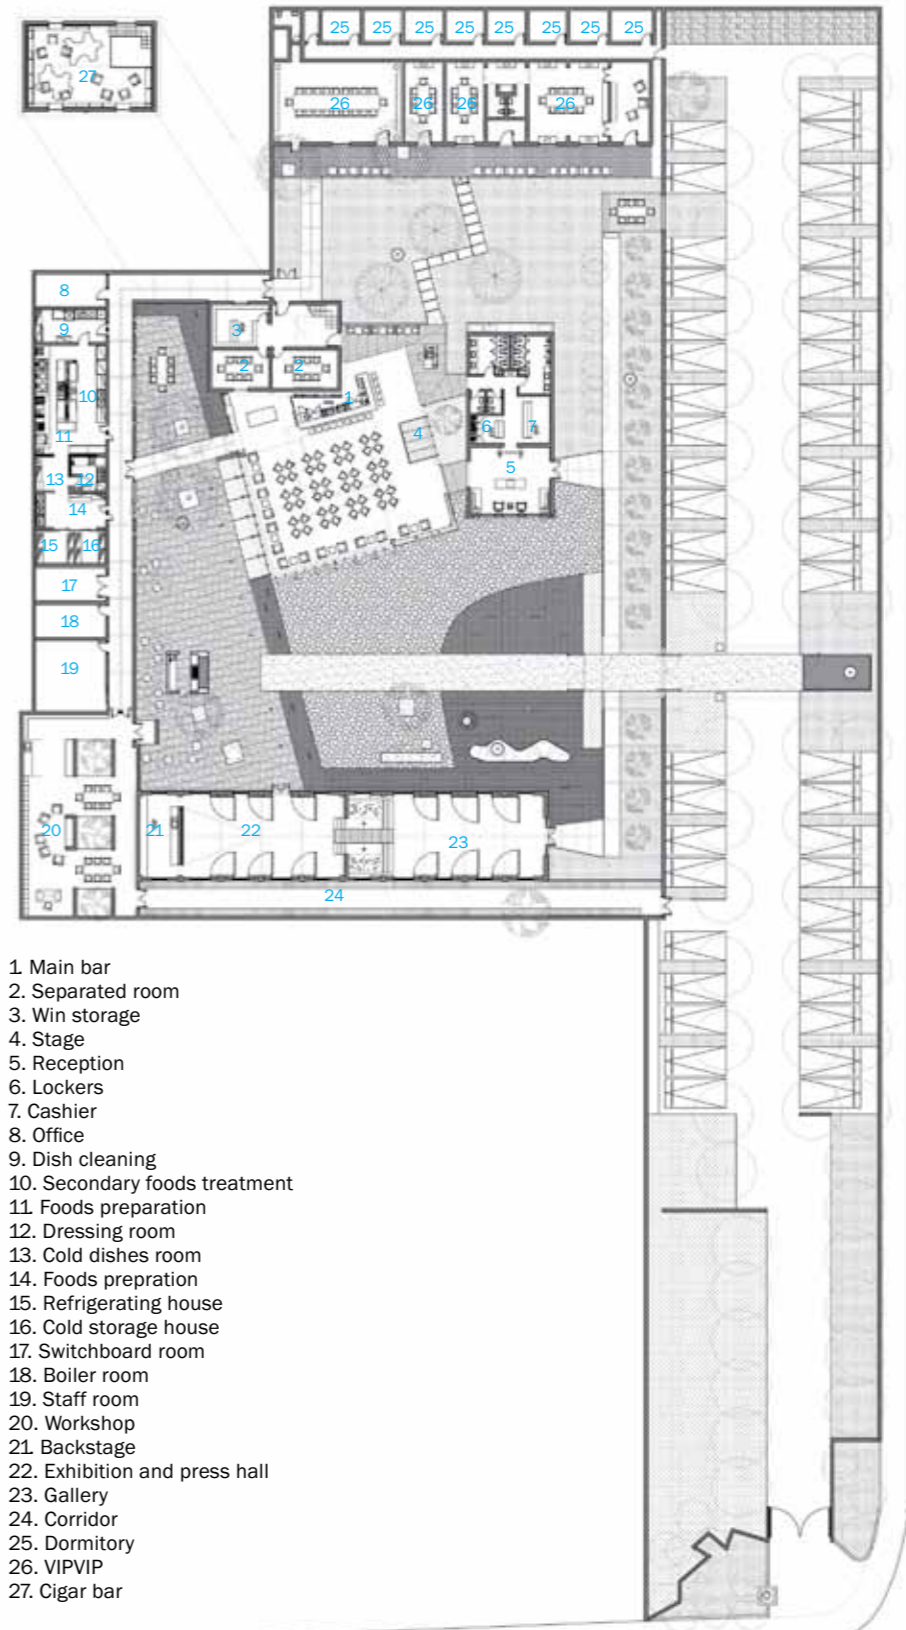 25 25 25 25 25 25 25 25
27
26 26 26 26
8
9
3
2 2
10
1
11
4
6 7
5
13 12
14
15 16
17
18
19
20 21 22 23
24
1. Main bar
2. Separated room
3. Win storage
4. Stage
5. Reception
6. Lockers
7. Cashier
8. Office
9. Dish cleaning
10. Secondary foods treatment
11. Foods preparation
12. Dressing room
13. Cold dishes room
14. Foods prepration
15. Refrigerating house
16. Cold storage house
17. Switchboard room
18. Boiler room
19. Staff room
20. Workshop
21. Backstage
22. Exhibition and press hall
23. Gallery
24. Corridor
25. Dormitory
26. VIPVIP
27. Cigar bar